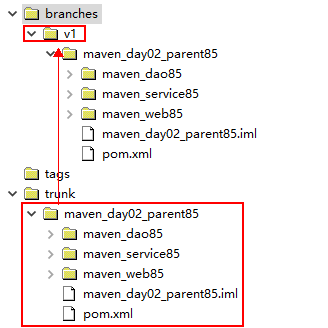 branches
v1
maven_day02_parent85
maven_dao85
maven_service85
maven_web85
maven_day02_parent85.iml
pom.xml
tags
trunk
maven_day02_parent85
maven_dao85
maven_service85
maven_web85
maven_day02_parent85.iml
pom.xml